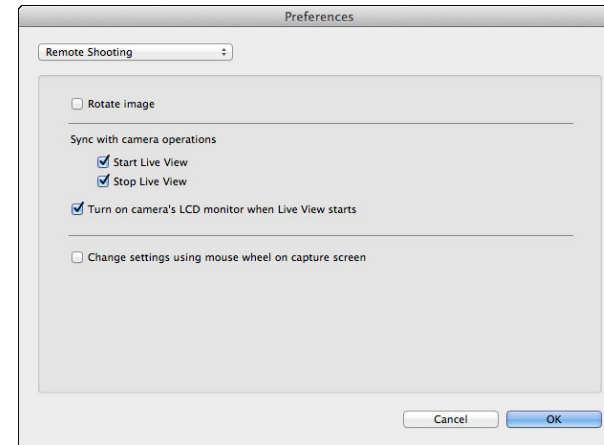 Preferences
Remote Shooting
Rotate image
Sync with camera operations
Start Live View
Stop Live View
Turn on camera's LCD monitor when Live View starts
Change settings using mouse wheel on capture screen
Cancel OK